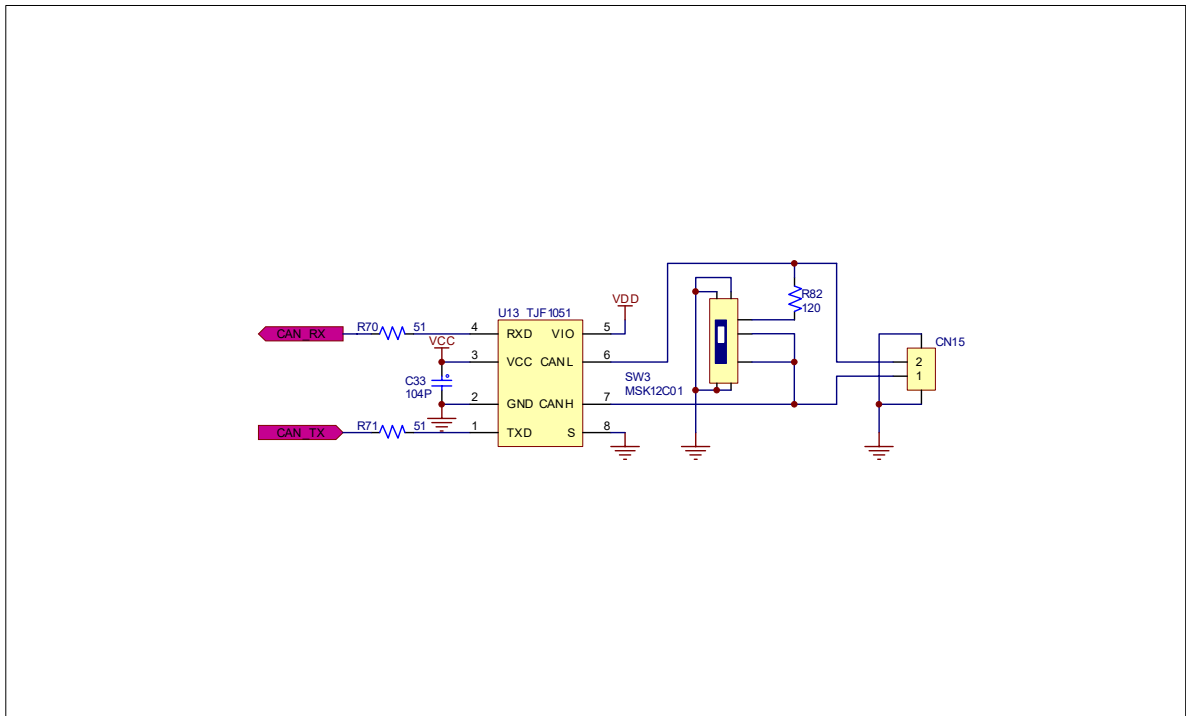 U13 TJF1051
CAN_RX
R70
51
4
RXD
VIO
5
VDD
VCC
3
VCC
CANL
6
C33
104P
2
GND
CANH
7
CAN_TX
R71
51
1
TXD
S
8
SW3
MSK12C01
R82
120
CN15
2
1